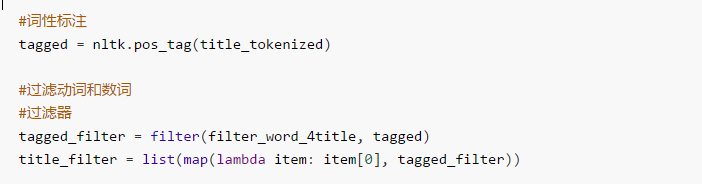 #词性标注
tagged = nltk.pos_tag(title_tokenized)
#过滤动词和数词
#过滤器
tagged_filter = filter(filter_word_4title, tagged)
title_filter = list(map(lambda item: item[0], tagged_filter))